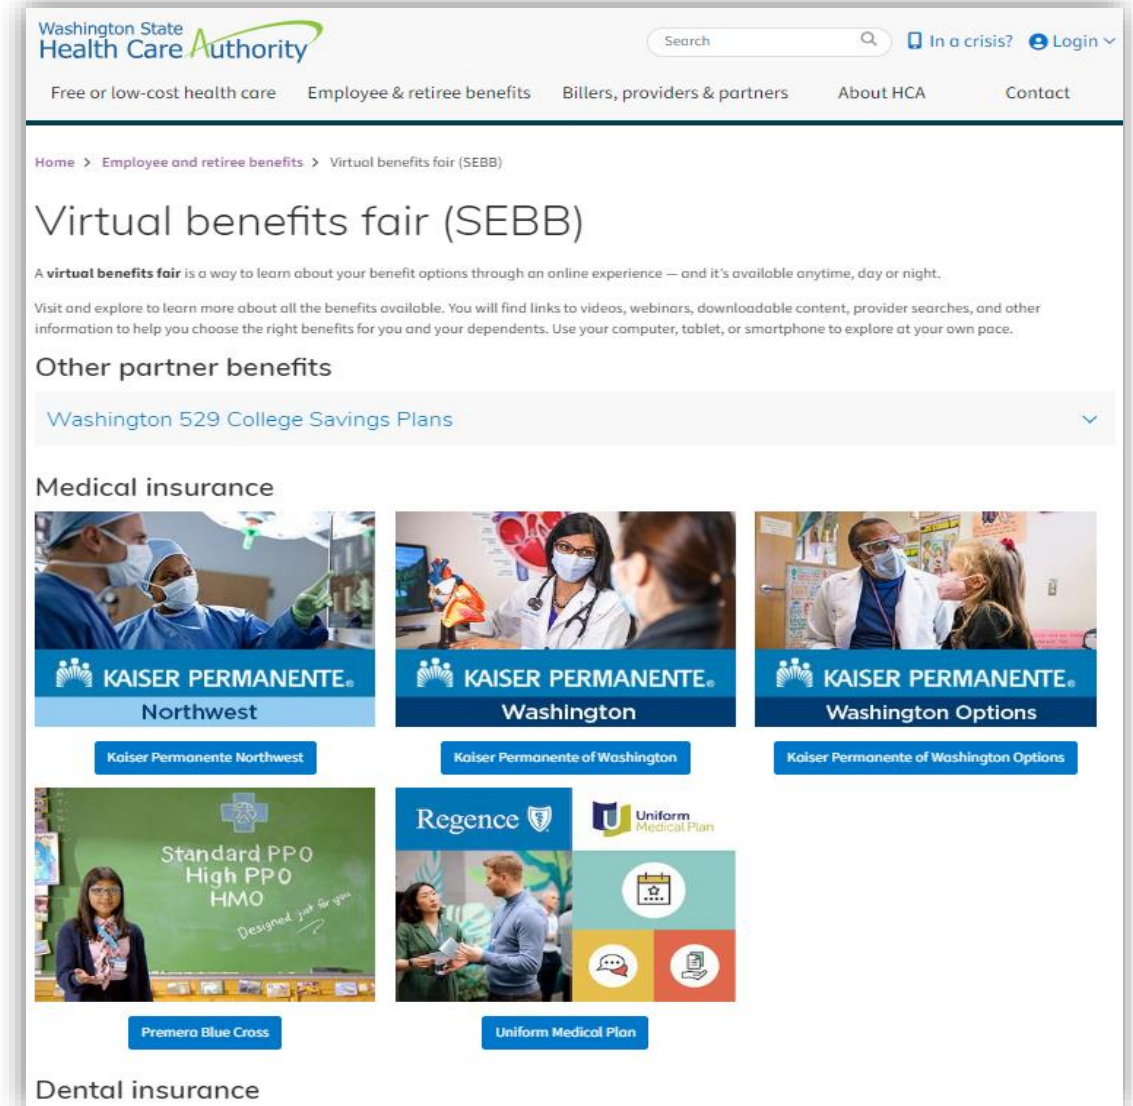 Washington State
Health Care Authority
Search
In a crisis?
Login
Free or low-cost health care
Employee & retiree benefits
Billers, providers & partners
About HCA
Contact
Home > Employee and retiree benefits > Virtual benefits fair (SEBB)
Virtual benefits fair (SEBB)
A virtual benefits fair is a way to learn about your benefit options through an online experience — and it's available anytime, day or night.
Visit and explore to learn more about all the benefits available. You will find links to videos, webinars, downloadable content, provider searches, and other
information to help you choose the right benefits for you and your dependents. Use your computer, tablet, or smartphone to explore at your own pace.
Other partner benefits
Washington 529 College Savings Plans
Medical insurance
KAISER PERMANENTE®
Northwest
KAISER PERMANENTE®
Washington
KAISER PERMANENTE®
Washington Options
Kaiser Permanente Northwest
Kaiser Permanente of Washington
Kaiser Permanente of Washington Options
Standard PPO
High PPO
HMO
Designed just for you
Regence
Uniform
Medical Plan
Premera Blue Cross
Uniform Medical Plan
Dental insurance